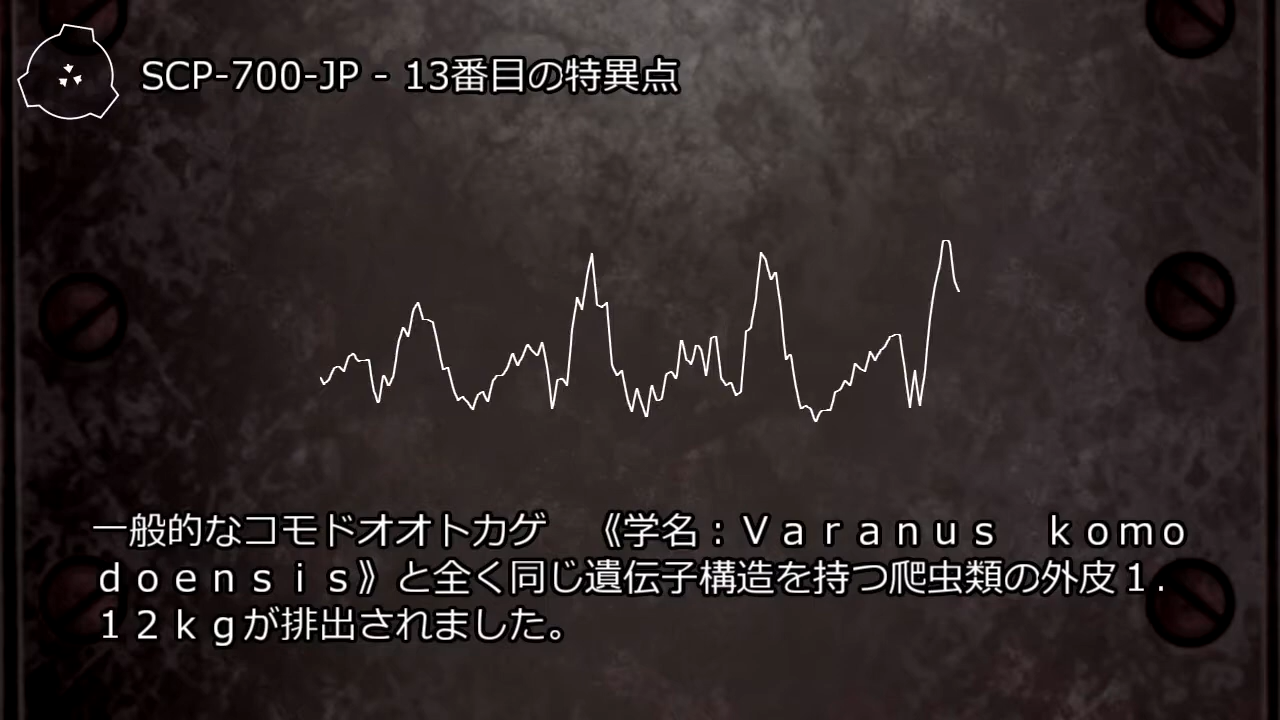 SCP-700-JP - 13番目の特異点
一般的なコモドオオトカゲ　《学名：Ｖａｒａｎｕｓ　ｋｏｍｏ
ｄｏｅｎｓｉｓ》と全く同じ遺伝子構造を持つ爬虫類の外皮１．
１２ｋｇが排出されました。